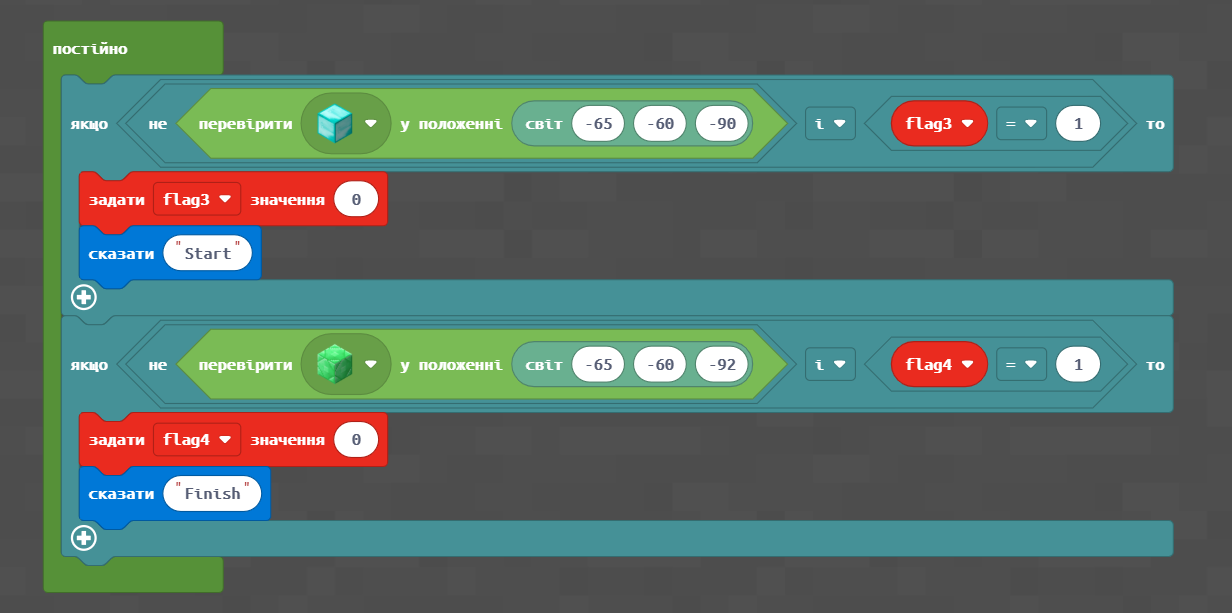 постійно
якщо не перевірити у положенні світ -65 -60 -90 і flag3 = 1 то
задати flag3 значення 0
сказати "Start"
якщо не перевірити у положенні світ -65 -60 -92 і flag4 = 1 то
задати flag4 значення 0
сказати "Finish"